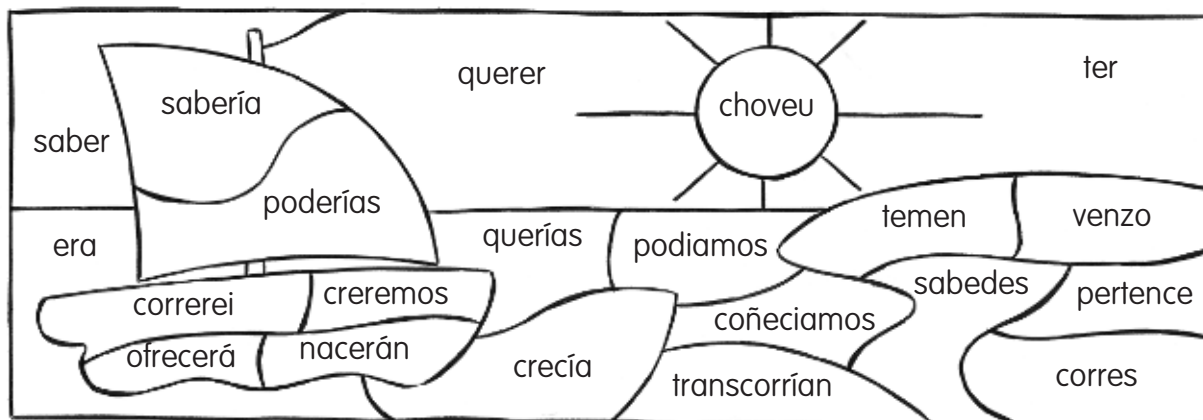 querer
ter
sabería
choveu
saber
poderías
temen
venzo
era
querías
podiamos
sabedes
correrei
creremos
pertence
coñeciamos
ofrecerá
nacerán
crecía
transcorrían
corres